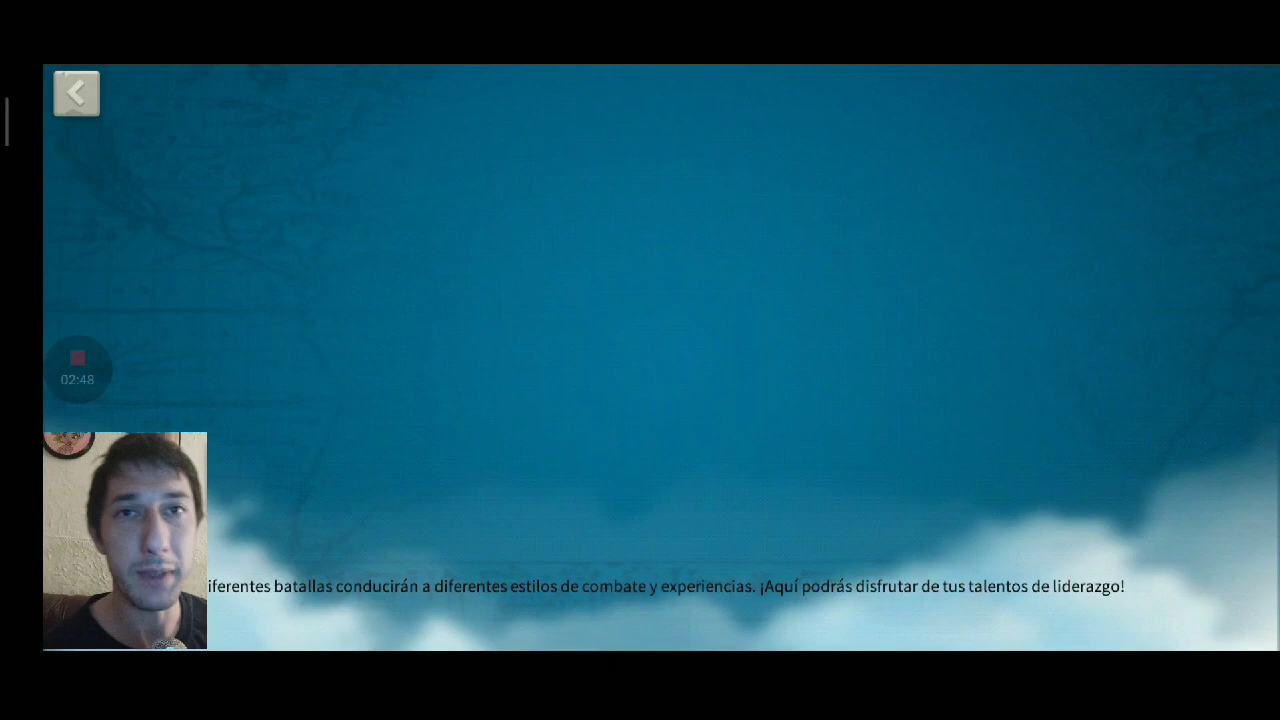 02:48
iferentes batallas conducirán a diferentes estilos de combate y experiencias. ¡Aquí podrás disfrutar de tus talentos de liderazgo!